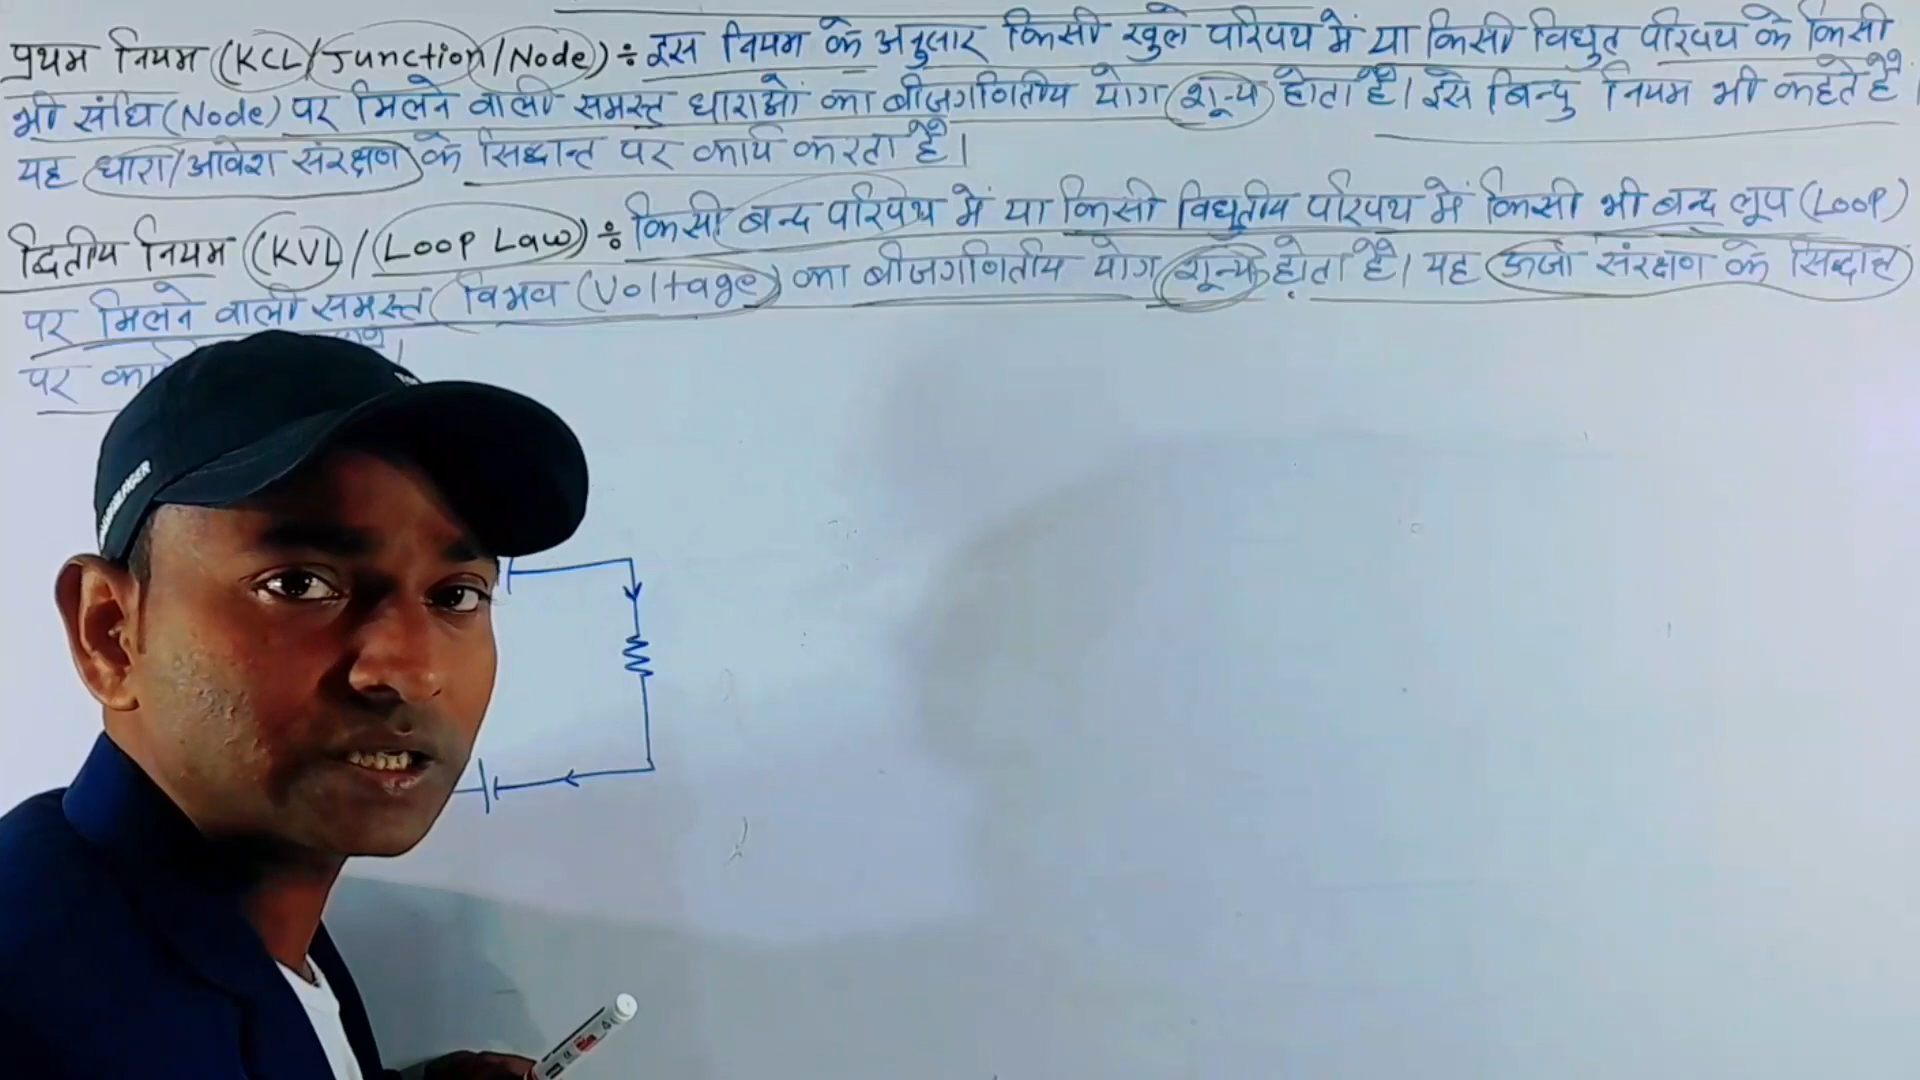 प्रथम नियम (KCL/Junction/Node) ÷ इस नियम के अनुसार किसी खुले परिपथ में या किसी विधुत परिपथ के किसी
भी संधि (Node) पर मिलने वाली समस्त धाराओं का बीजगणितीय योग शून्य होता है। इसे बिन्दु नियम भी कहते है।
यह धारा/आवेश संरक्षण के सिद्धान्त पर कार्य करता है।
द्वितीय नियम (KVL/(Loop Law) ÷ किसी बन्द परिपथ में या किसी विधुतीय परिपथ में किसी भी बन्द लूप (Loop)
पर मिलने वाली समस्त विभव (Voltage) का बीजगणितीय योग शून्य होता है। यह ऊर्जा संरक्षण के सिद्धान्त
पर